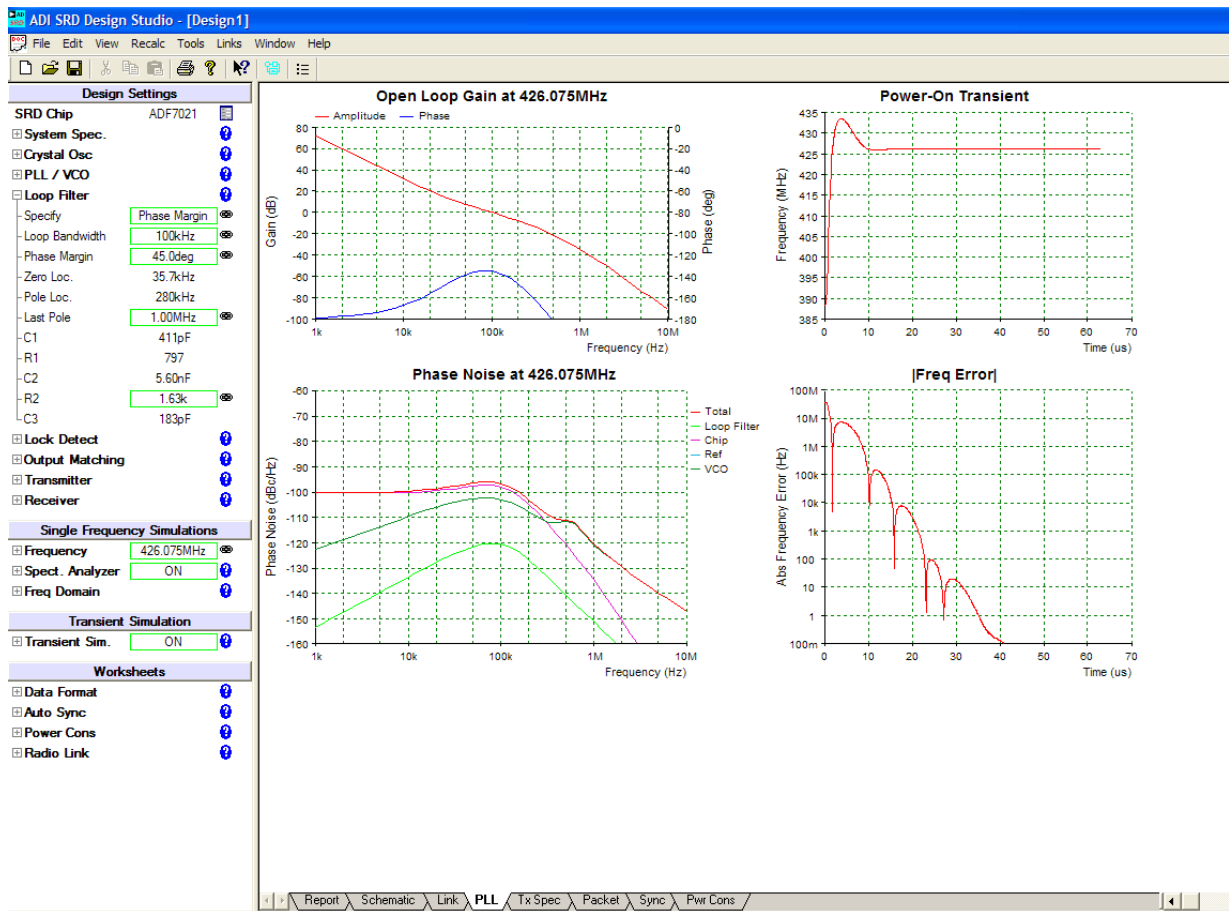 ADI SRD Design Studio - [Design1]
File Edit View Recalc Tools Links Window Help
Design Settings
SRD Chip ADF7021
System Spec.
Crystal Osc
PLL / VCO
Loop Filter
Specify Phase Margin
Loop Bandwidth 100kHz
Phase Margin 45.0deg
Zero Loc. 35.7kHz
Pole Loc. 280kHz
Last Pole 1.00MHz
C1 411pF
R1 797
C2 5.60nF
R2 1.63k
C3 183pF
Lock Detect
Output Matching
Transmitter
Receiver
Single Frequency Simulations
Frequency 426.075MHz
Spect. Analyzer ON
Freq Domain
Transient Simulation
Transient Sim. ON
Worksheets
Data Format
Auto Sync
Power Cons
Radio Link
Open Loop Gain at 426.075MHz
Amplitude Phase
80 60 40 20 0 -20 -40 -60 -80 -100
Gain (dB)
0 -20 -40 -60 -80 -100 -120 -140 -160 -180
Phase (deg)
1k 10k 100k 1M 10M
Frequency (Hz)
Power-On Transient
435 430 425 420 415 410 405 400 395 390 385
Frequency (MHz)
0 10 20 30 40 50 60 70
Time (us)
Phase Noise at 426.075MHz
-60 -70 -80 -90 -100 -110 -120 -130 -140 -150 -160
Phase Noise (dBc/Hz)
Total
Loop Filter
Chip
Ref
VCO
1k 10k 100k 1M 10M
Frequency (Hz)
|Freq Error|
100M 10M 1M 100k 10k 1k 100 10 1 100m
Abs Frequency Error (Hz)
0 10 20 30 40 50 60 70
Time (us)
Report Schematic Link PLL Tx Spec Packet Sync Pwr Cons